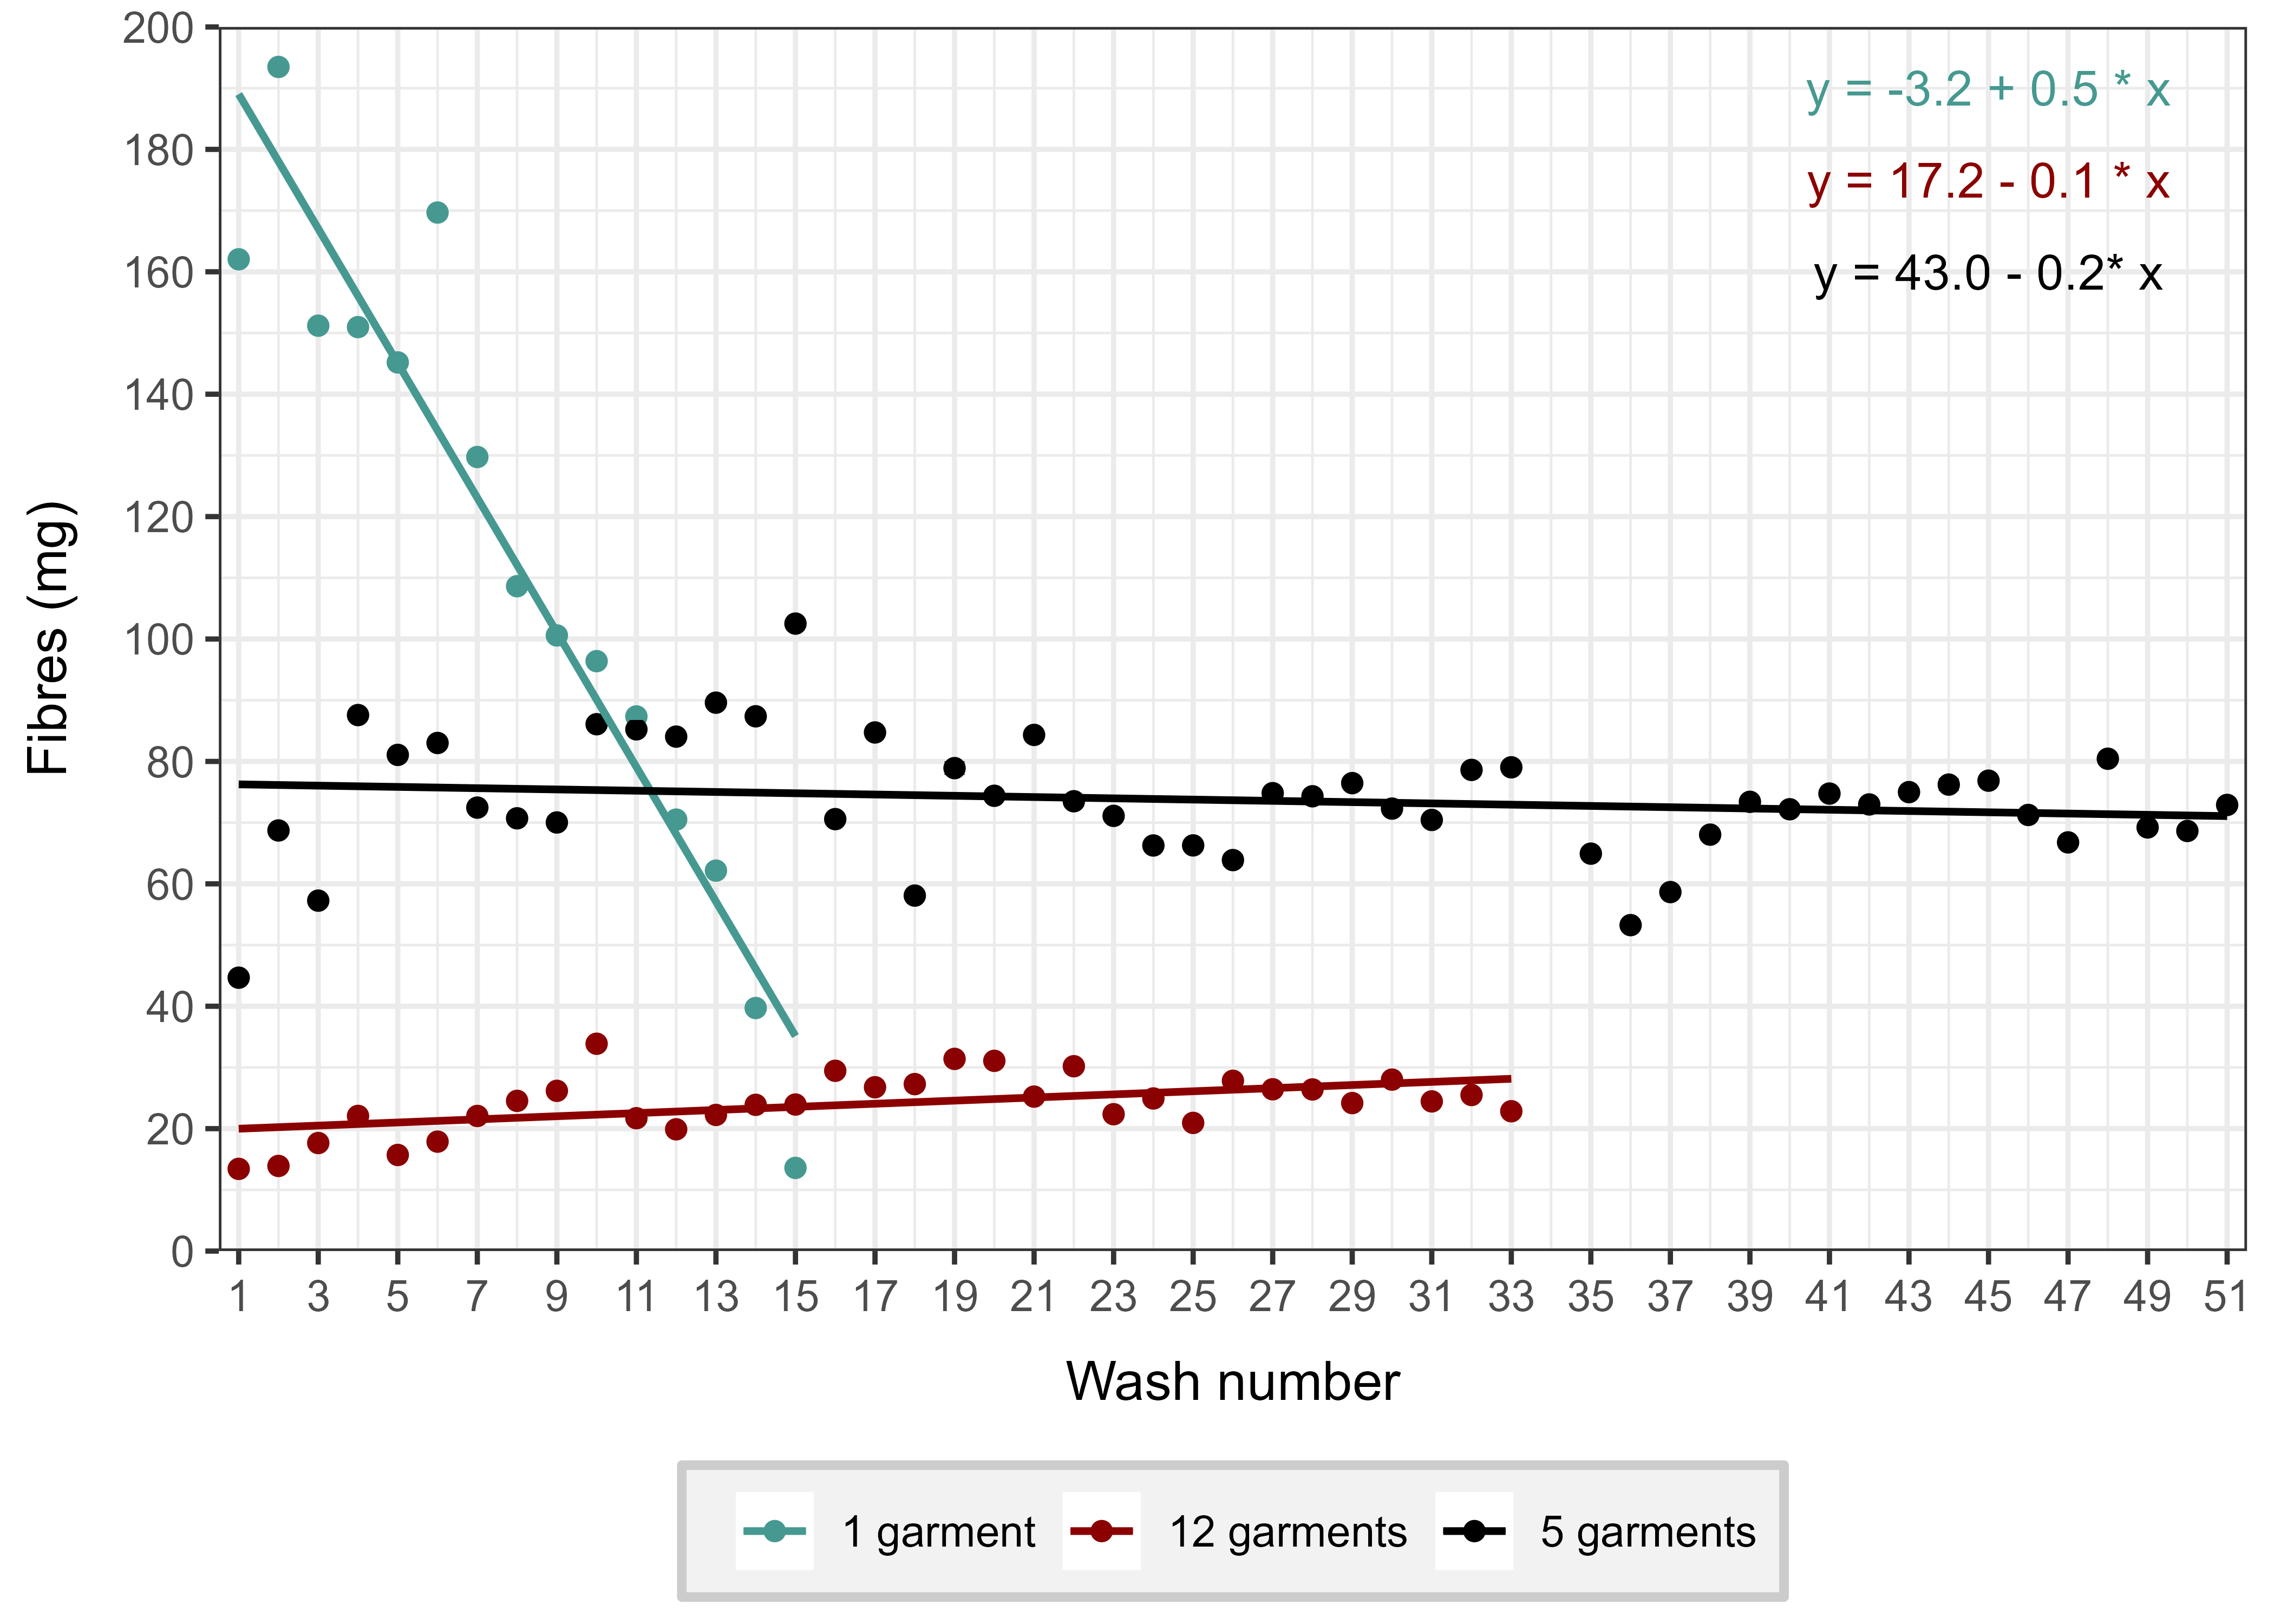 200
180
160
140
120
100
80
60
40
20
0
Fibres (mg)
y = -3.2 + 0.5 * x
y = 17.2 - 0.1 * x
y = 43.0 - 0.2* x
1 3 5 7 9 11 13 15 17 19 21 23 25 27 29 31 33 35 37 39 41 43 45 47 49 51
Wash number
1 garment 12 garments 5 garments